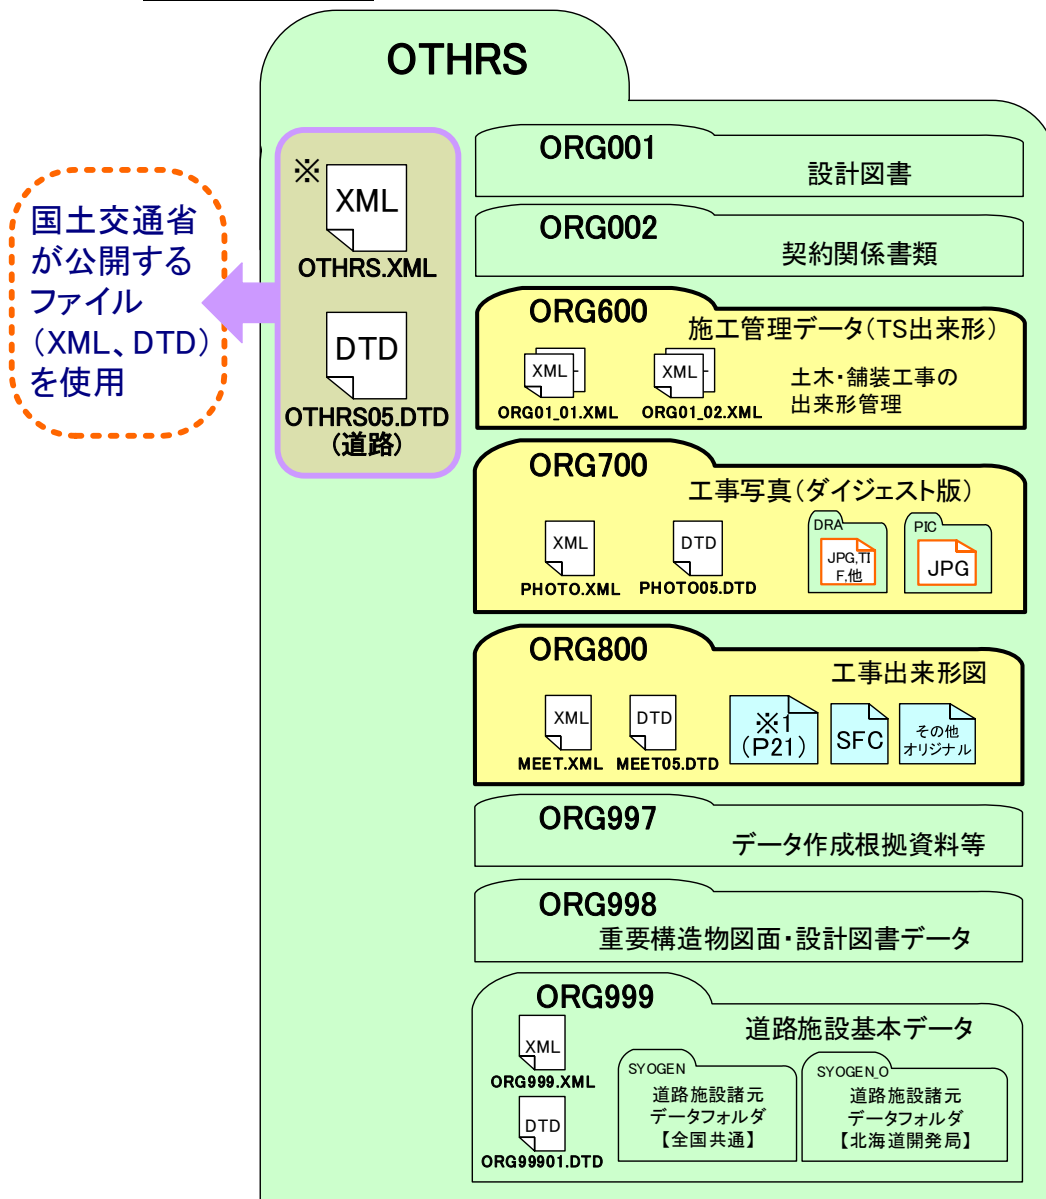 OTHRS
※
XML
OTHRS.XML
DTD
OTHRS05.DTD
(道路)
国土交通省
が公開する
ファイル
（XML、DTD）
を使用
ORG001
設計図書
ORG002
契約関係書類
ORG600
施工管理データ（TS出来形）
XML
XML
土木・舗装工事の
出来形管理
ORG01_01.XML
ORG01_02.XML
ORG700
工事写真（ダイジェスト版）
XML
PHOTO.XML
DTD
PHOTO05.DTD
DRA
JPG,TI
F,他
PIC
JPG
ORG800
工事出来形図
XML
MEET.XML
DTD
MEET05.DTD
※1
（P21）
SFC
その他
オリジナル
ORG997
データ作成根拠資料等
ORG998
重要構造物図面・設計図書データ
ORG999
道路施設基本データ
XML
ORG999.XML
DTD
ORG99901.DTD
SYOGEN
道路施設諸元
データフォルダ
【全国共通】
SYOGEN_O
道路施設諸元
データフォルダ
【北海道開発局】